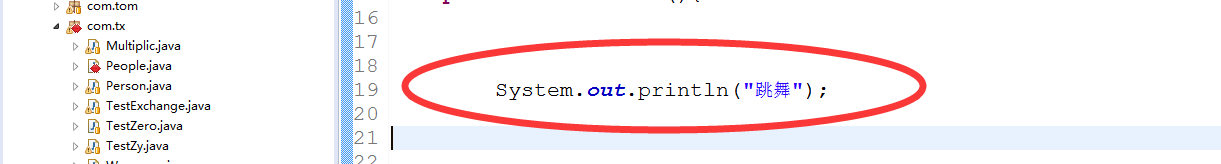 com.tom
com.tx
Multiplic.java
People.java
Person.java
TestExchange.java
TestZero.java
TestZy.java
16
17
18
19 System.out.println("跳舞");
20
21
22